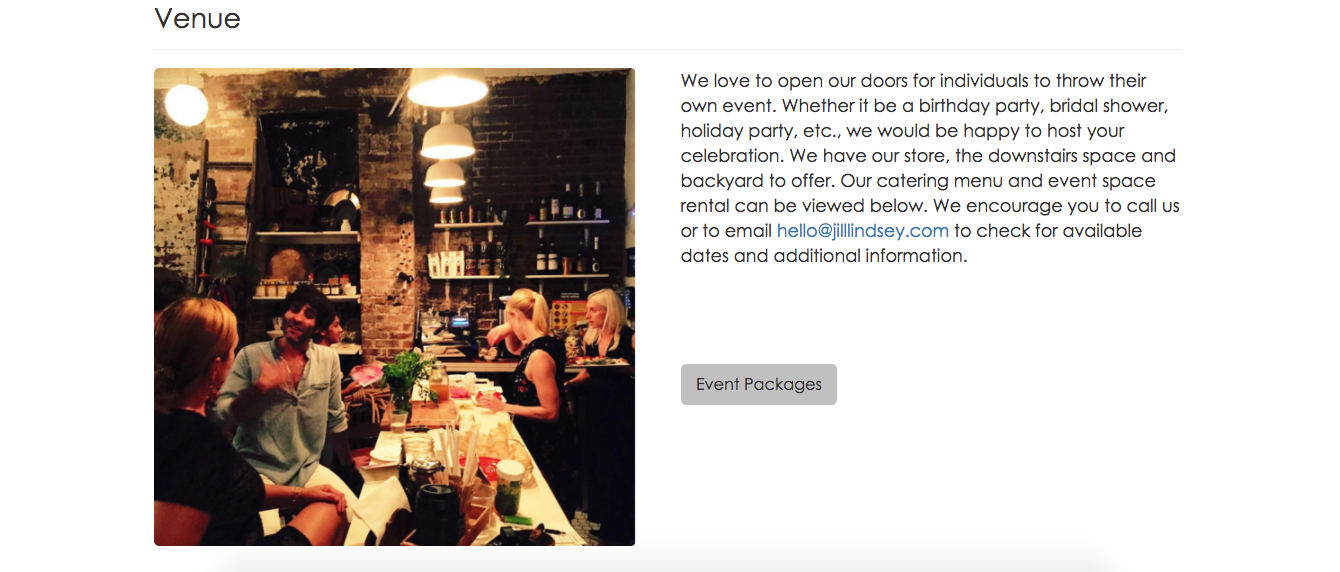 Venue
We love to open our doors for individuals to throw their
own event. Whether it be a birthday party, bridal shower,
holiday party, etc., we would be happy to host your
celebration. We have our store, the downstairs space and
backyard to offer. Our catering menu and event space
rental can be viewed below. We encourage you to call us
or to email hello@jilllindsey.com to check for available
dates and additional information.
Event Packages